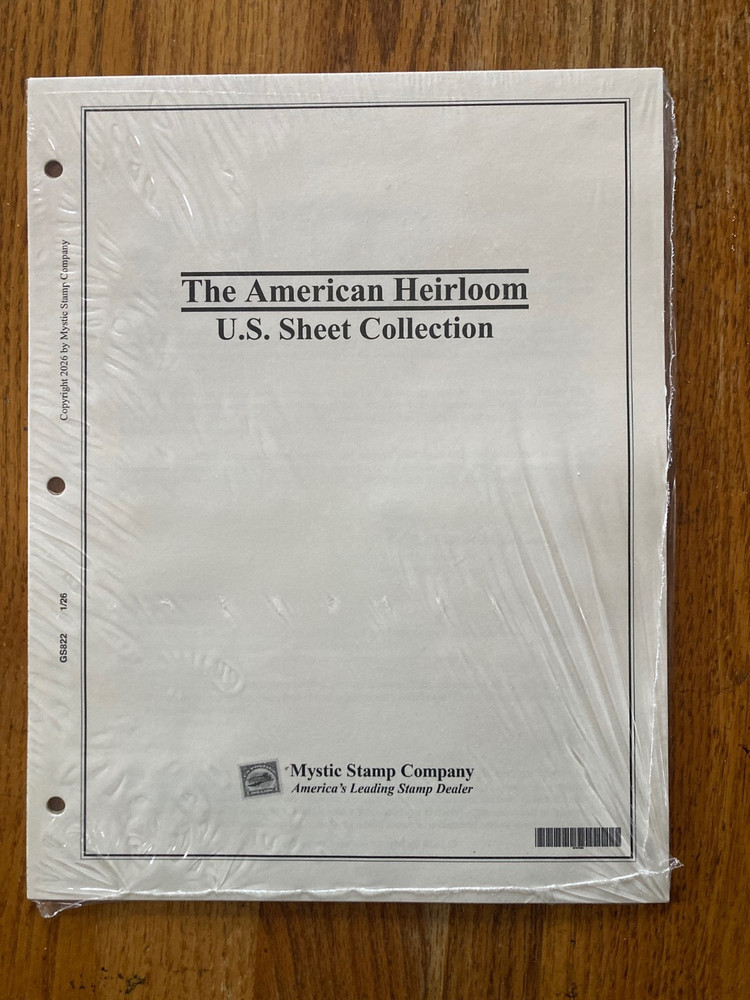 The American Heirloom
U.S. Sheet Collection
Copyright 2026 by Mystic Stamp Company
GS822 1/26
Mystic Stamp Company
America's Leading Stamp Dealer